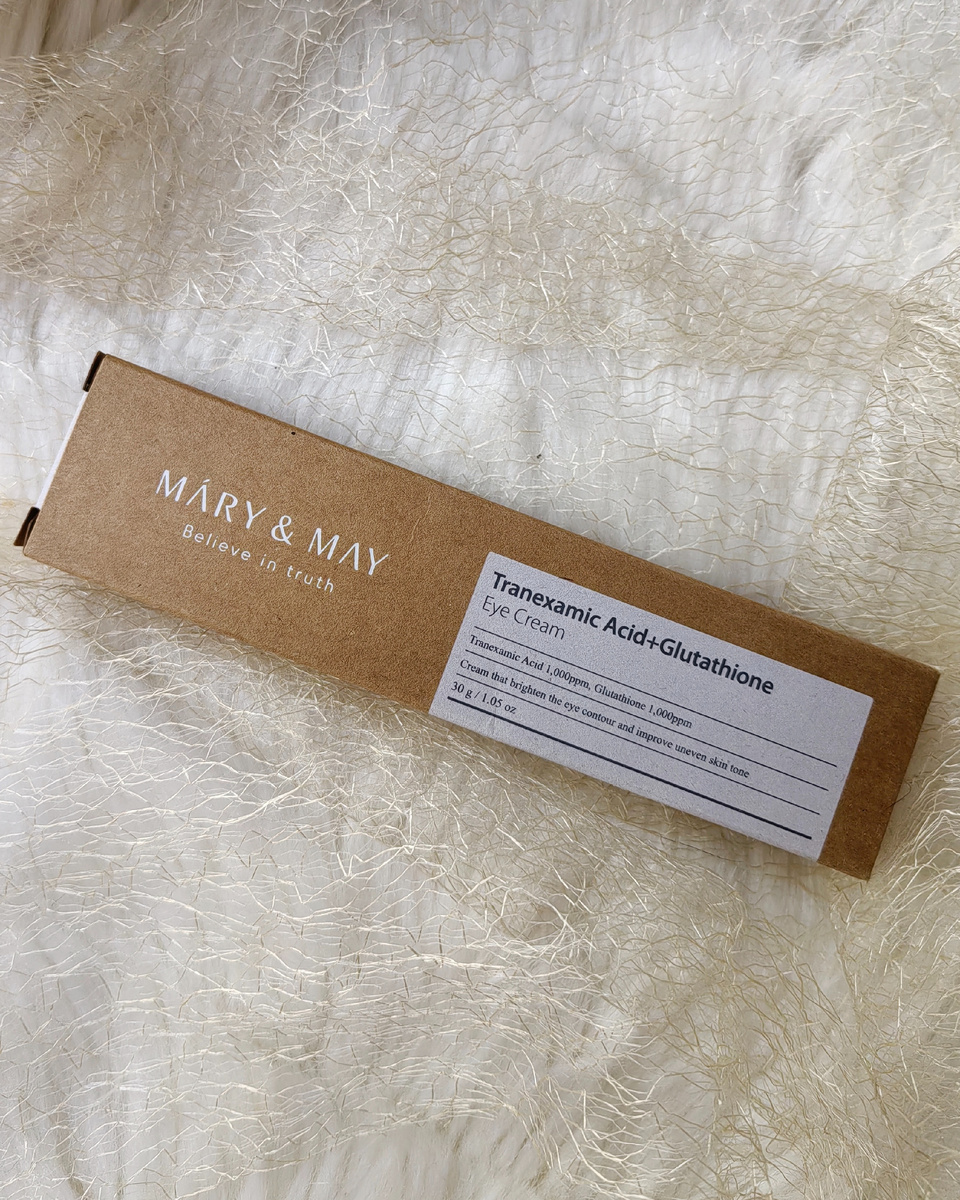 MÁRY & MAY
Believe in truth
Tranexamic Acid+Glutathione
Eye Cream
Tranexamic Acid 1,000ppm, Glutathione 1,000ppm
Cream that brighten the eye contour and improve uneven skin tone
30 g / 1.05 oz